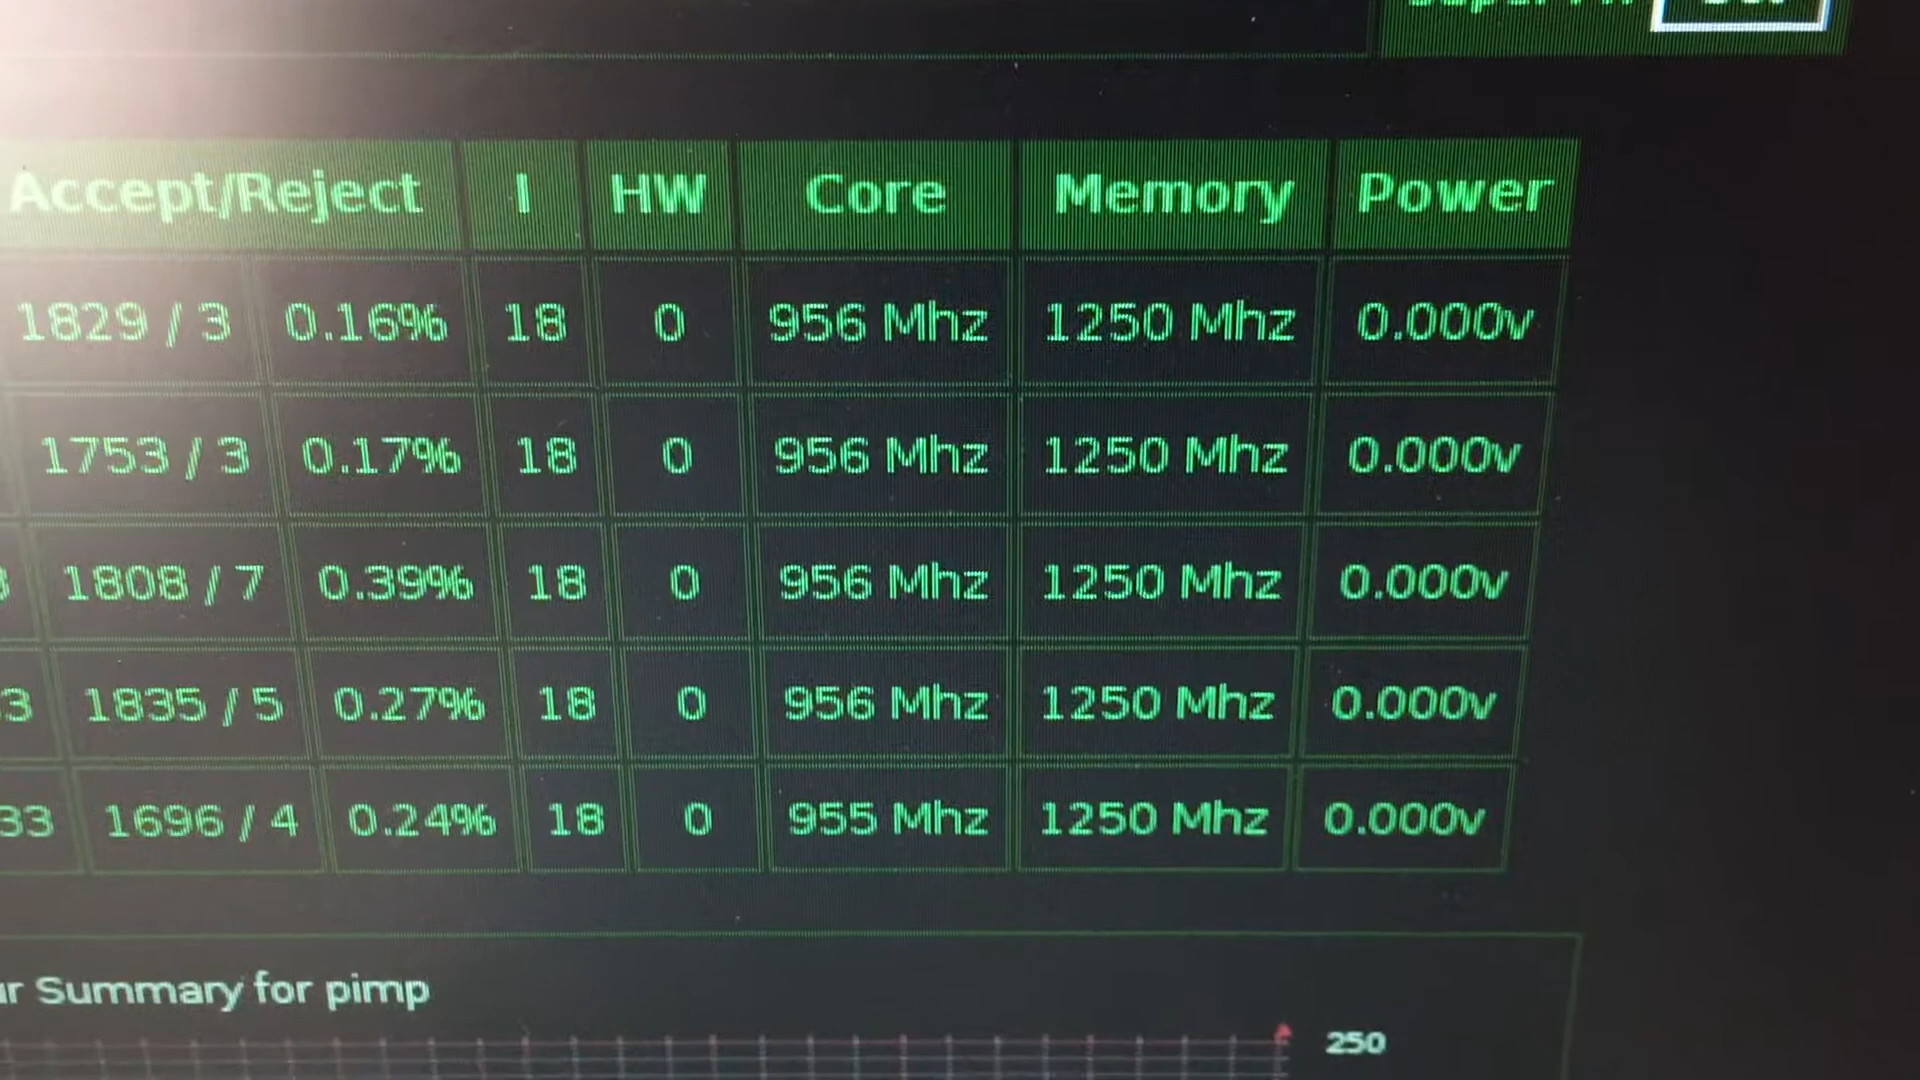 Accept/Reject I HW Core Memory Power
1829 / 3 0.16% 18 0 956 Mhz 1250 Mhz 0.000v
1753 / 3 0.17% 18 0 956 Mhz 1250 Mhz 0.000v
1808 / 7 0.39% 18 0 956 Mhz 1250 Mhz 0.000v
3 1835 / 5 0.27% 18 0 956 Mhz 1250 Mhz 0.000v
33 1696 / 4 0.24% 18 0 955 Mhz 1250 Mhz 0.000v
Summary for pimp
250